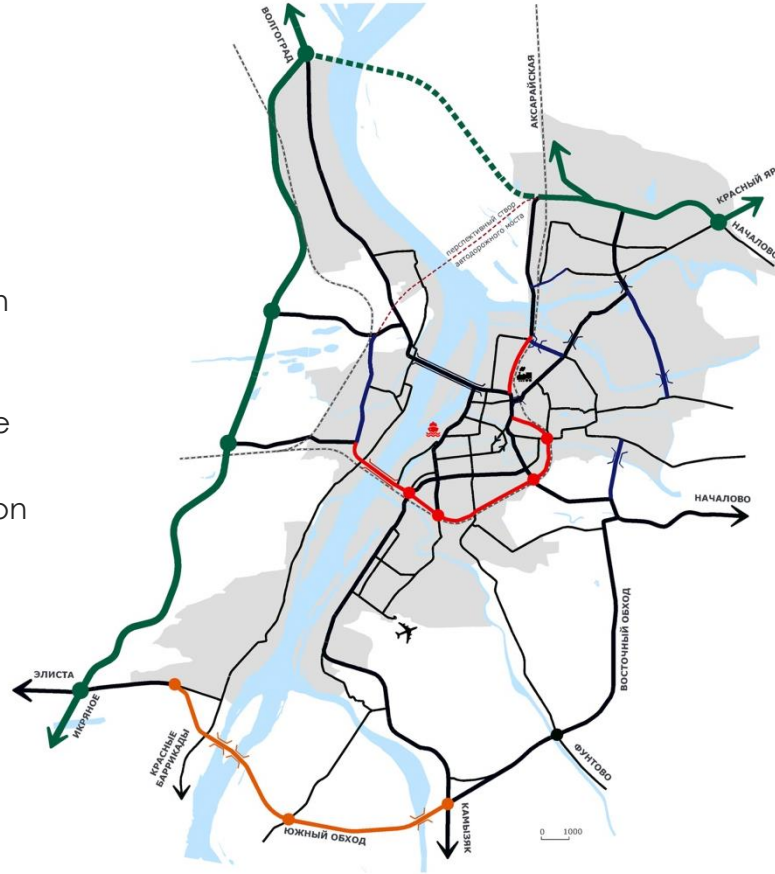 ВОЛГОГРАД
АКСАРАЙСКАЯ
КРАСНЫЙ ЯР
НАЧАЛОВО
перспективный створ
автодорожного моста
on
НАЧАЛОВО
ВОСТОЧНЫЙ ОБХОД
ЭЛИСТА
ИКРЯНОЕ
КРАСНЫЕ
БАРРИКАДЫ
ФУНТОВО
КАМЫЗЯК
ЮЖНЫЙ ОБХОД
0 1000